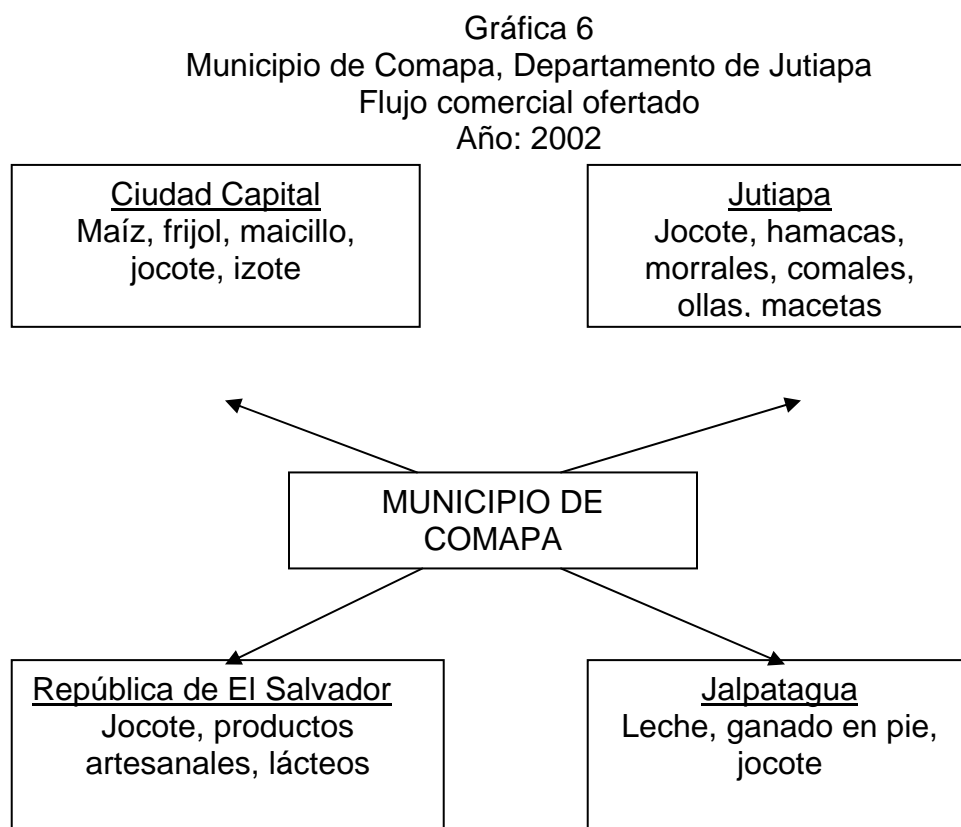 Gráfica 6
Municipio de Comapa, Departamento de Jutiapa
Flujo comercial ofertado
Año: 2002
Ciudad Capital
Maíz, frijol, maicillo,
jocote, izote
Jutiapa
Jocote, hamacas,
morrales, comales,
ollas, macetas
MUNICIPIO DE
COMAPA
República de El Salvador
Jocote, productos
artesanales, lácteos
Jalpatagua
Leche, ganado en pie,
jocote